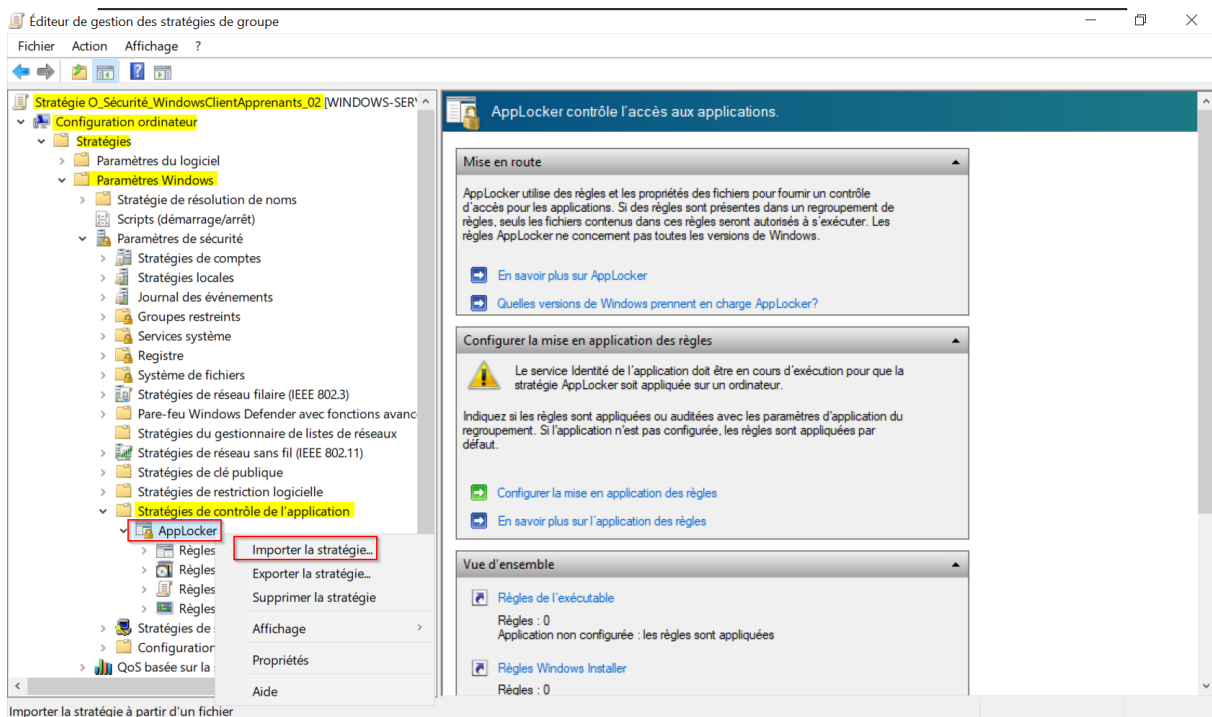 Éditeur de gestion des stratégies de groupe
Fichier Action Affichage ?
Stratégie O_Sécurité_WindowsClientApprenants_02 [WINDOWS-SER
Configuration ordinateur
Stratégies
Paramètres du logiciel
Paramètres Windows
Stratégie de résolution de noms
Scripts (démarrage/arrêt)
Paramètres de sécurité
Stratégies de comptes
Stratégies locales
Journal des événements
Groupes restreints
Services système
Registre
Système de fichiers
Stratégies de réseau filaire (IEEE 802.3)
Pare-feu Windows Defender avec fonctions avanc
Stratégies du gestionnaire de listes de réseaux
Stratégies de réseau sans fil (IEEE 802.11)
Stratégies de clé publique
Stratégies de restriction logicielle
Stratégies de contrôle de l'application
AppLocker
Règles
Règles
Règles
Règles
Stratégies de
Configuration
QoS basée sur la
Importer la stratégie...
Exporter la stratégie...
Supprimer la stratégie
Affichage
Propriétés
Aide
AppLocker contrôle l'accès aux applications.
Mise en route
AppLocker utilise des règles et les propriétés des fichiers pour fournir un contrôle
d'accès pour les applications. Si des règles sont présentes dans un regroupement de
règles, seuls les fichiers contenus dans ces règles seront autorisés à s'exécuter. Les
règles AppLocker ne concernent pas toutes les versions de Windows.
En savoir plus sur AppLocker
Quelles versions de Windows prennent en charge AppLocker?
Configurer la mise en application des règles
Le service Identité de l'application doit être en cours d'exécution pour que la
stratégie AppLocker soit appliquée sur un ordinateur.
Indiquez si les règles sont appliquées ou auditées avec les paramètres d'application du
regroupement. Si l'application n'est pas configurée, les règles sont appliquées par
défaut.
Configurer la mise en application des règles
En savoir plus sur l'application des règles
Vue d'ensemble
Règles de l'exécutable
Règles : 0
Application non configurée : les règles sont appliquées
Règles Windows Installer
Règles : 0
Importer la stratégie à partir d'un fichier